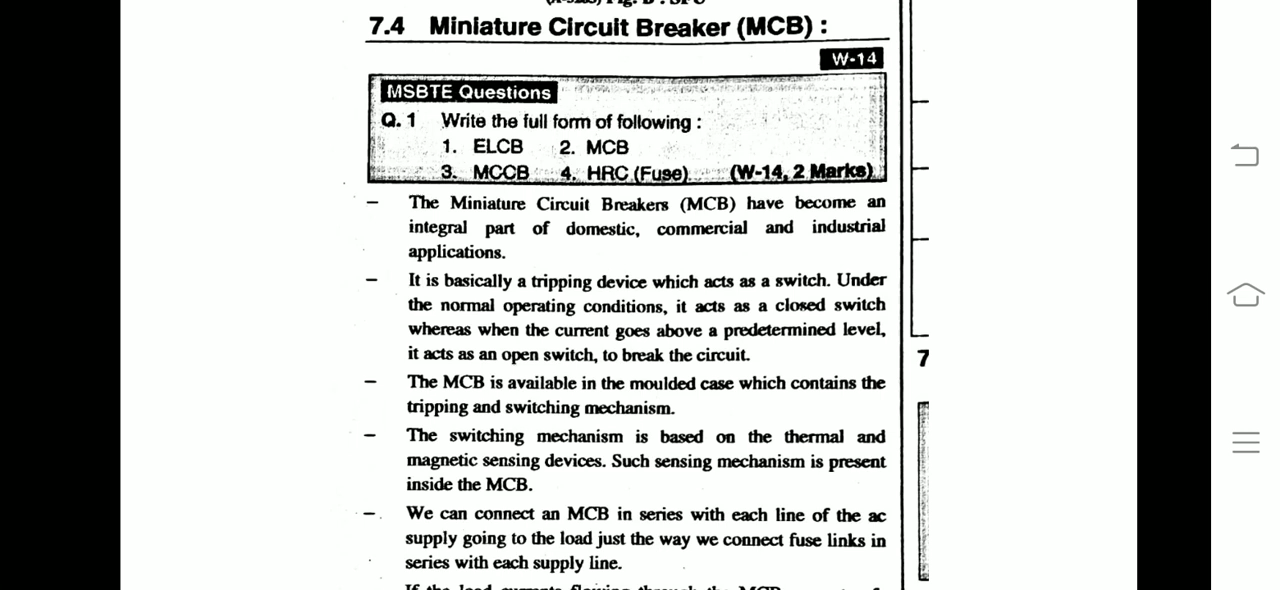 7.4 Miniature Circuit Breaker (MCB) :
W-14
MSBTE Questions
Q. 1 Write the full form of following :
1. ELCB 2. MCB
3. MCCB 4. HRC (Fuse) (W-14, 2 Marks)
– The Miniature Circuit Breakers (MCB) have become an
integral part of domestic, commercial and industrial
applications.
– It is basically a tripping device which acts as a switch. Under
the normal operating conditions, it acts as a closed switch
whereas when the current goes above a predetermined level,
it acts as an open switch, to break the circuit.
– The MCB is available in the moulded case which contains the
tripping and switching mechanism.
– The switching mechanism is based on the thermal and
magnetic sensing devices. Such sensing mechanism is present
inside the MCB.
– We can connect an MCB in series with each line of the ac
supply going to the load just the way we connect fuse links in
series with each supply line.
7